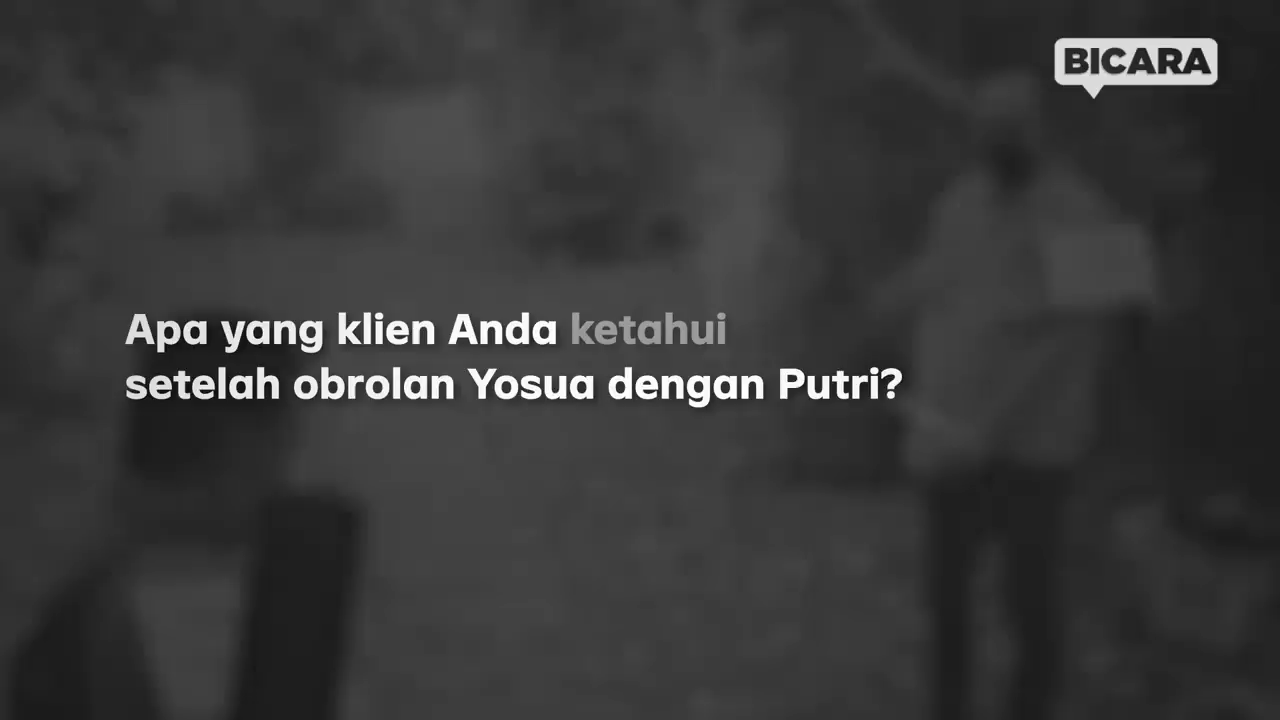 BICARA
Apa yang klien Anda ketahui
setelah obrolan Yosua dengan Putri?